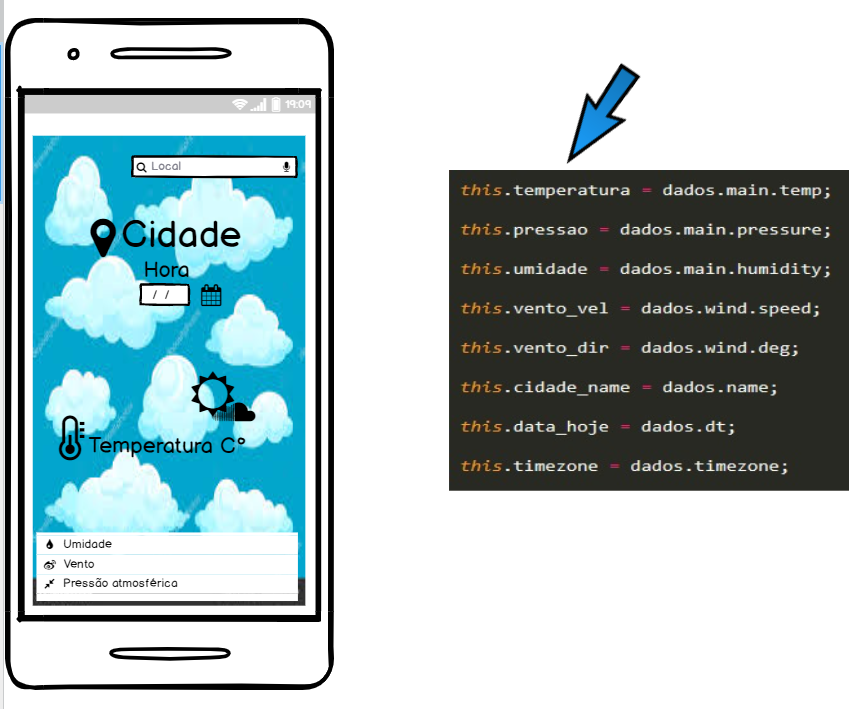 19:09
Local
Cidade
Hora
/ /
Temperatura C°
Umidade
Vento
Pressão atmosférica
this.temperatura = dados.main.temp;
this.pressao = dados.main.pressure;
this.umidade = dados.main.humidity;
this.vento_vel = dados.wind.speed;
this.vento_dir = dados.wind.deg;
this.cidade_name = dados.name;
this.data_hoje = dados.dt;
this.timezone = dados.timezone;